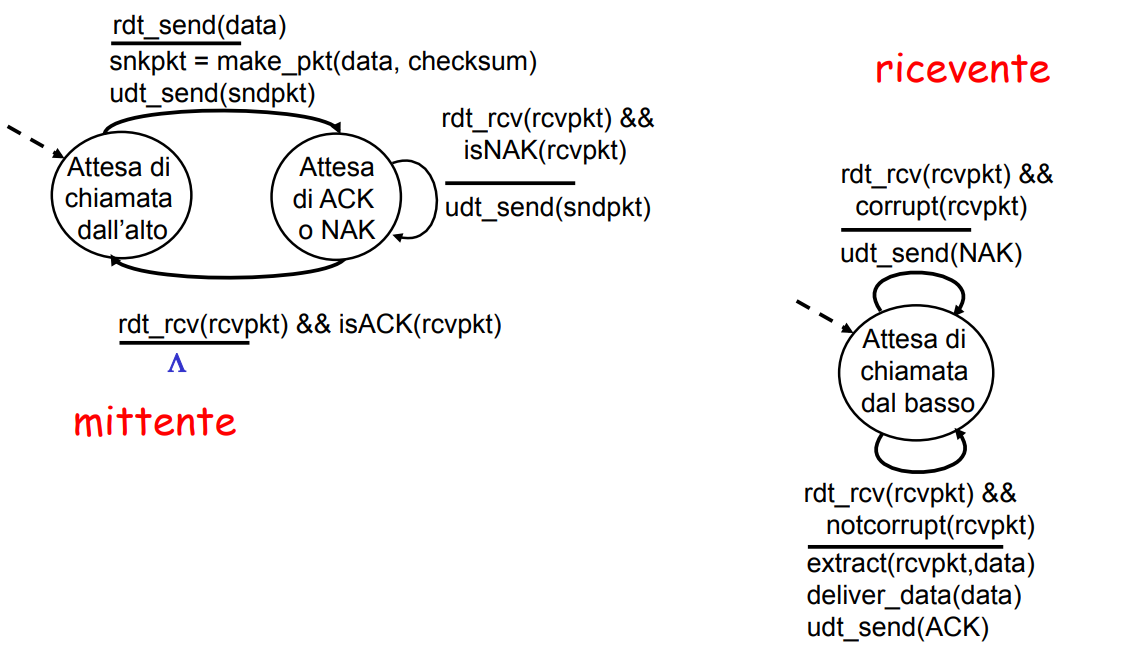 rdt_send(data)
snkpkt = make_pkt(data, checksum)
udt_send(sndpkt)
Attesa di
chiamata
dall'alto
Attesa
di ACK
o NAK
rdt_rcv(rcvpkt) &&
isNAK(rcvpkt)
udt_send(sndpkt)
rdt_rcv(rcvpkt) && isACK(rcvpkt)
Λ
mittente
ricevente
rdt_rcv(rcvpkt) &&
corrupt(rcvpkt)
udt_send(NAK)
Attesa di
chiamata
dal basso
rdt_rcv(rcvpkt) &&
notcorrupt(rcvpkt)
extract(rcvpkt,data)
deliver_data(data)
udt_send(ACK)